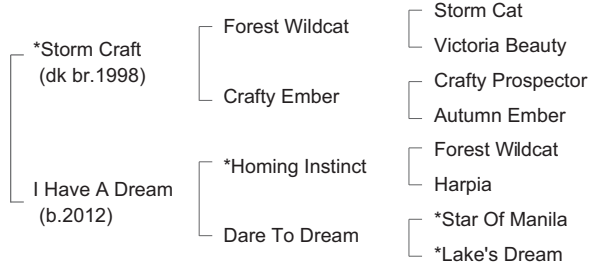 *Storm Craft
(dk br.1998)
Forest Wildcat
Storm Cat
Victoria Beauty
Crafty Ember
Crafty Prospector
Autumn Ember
I Have A Dream
(b.2012)
*Homing Instinct
Forest Wildcat
Harpia
Dare To Dream
*Star Of Manila
*Lake's Dream